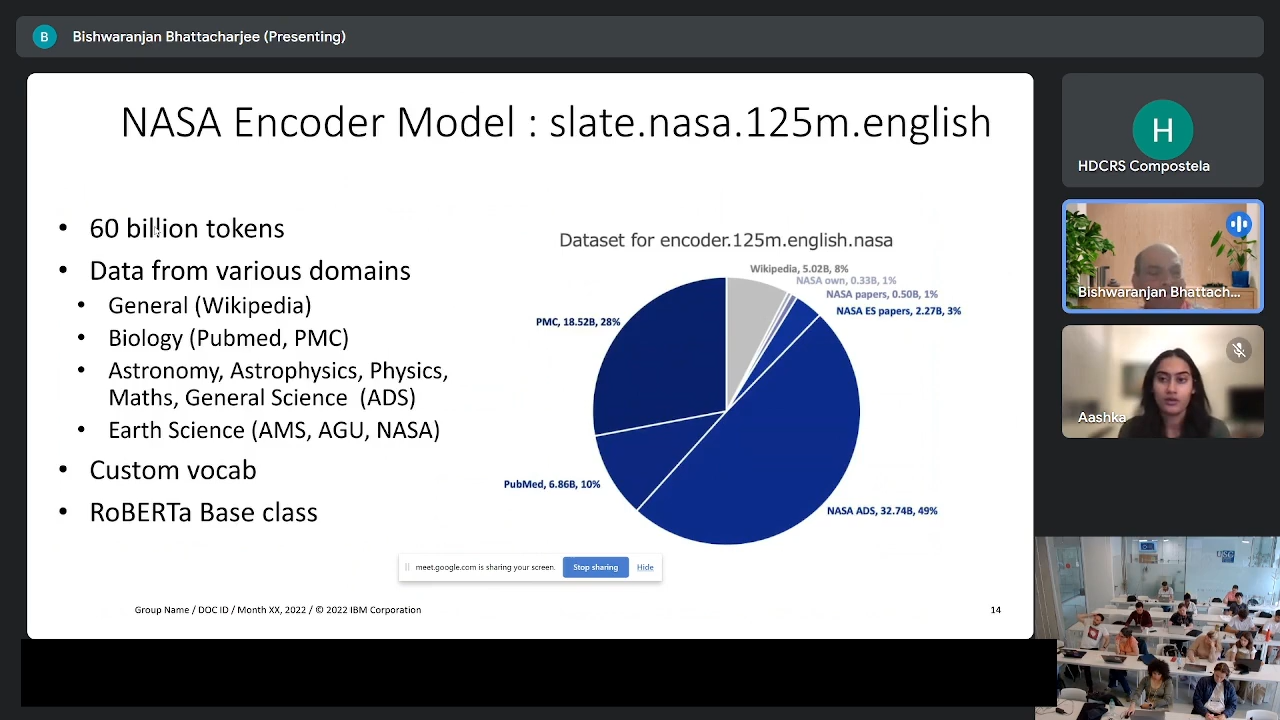 B
Bishwaranjan Bhattacharjee (Presenting)
NASA Encoder Model : slate.nasa.125m.english
• 60 billion tokens
• Data from various domains
• General (Wikipedia)
• Biology (Pubmed, PMC)
• Astronomy, Astrophysics, Physics,
Maths, General Science (ADS)
• Earth Science (AMS, AGU, NASA)
• Custom vocab
• RoBERTa Base class
Dataset for encoder.125m.english.nasa
Wikipedia, 5.02B, 8%
NASA own, 0.33B, 1%
NASA papers, 0.50B, 1%
NASA ES papers, 2.27B, 3%
PMC, 18.52B, 28%
PubMed, 6.86B, 10%
NASA ADS, 32.74B, 49%
meet.google.com is sharing your screen.
Stop sharing
Hide
Group Name / DOC ID / Month XX, 2022 / © 2022 IBM Corporation
14
H
HDCRS Compostela
Bishwaranjan Bhattach...
Aashka